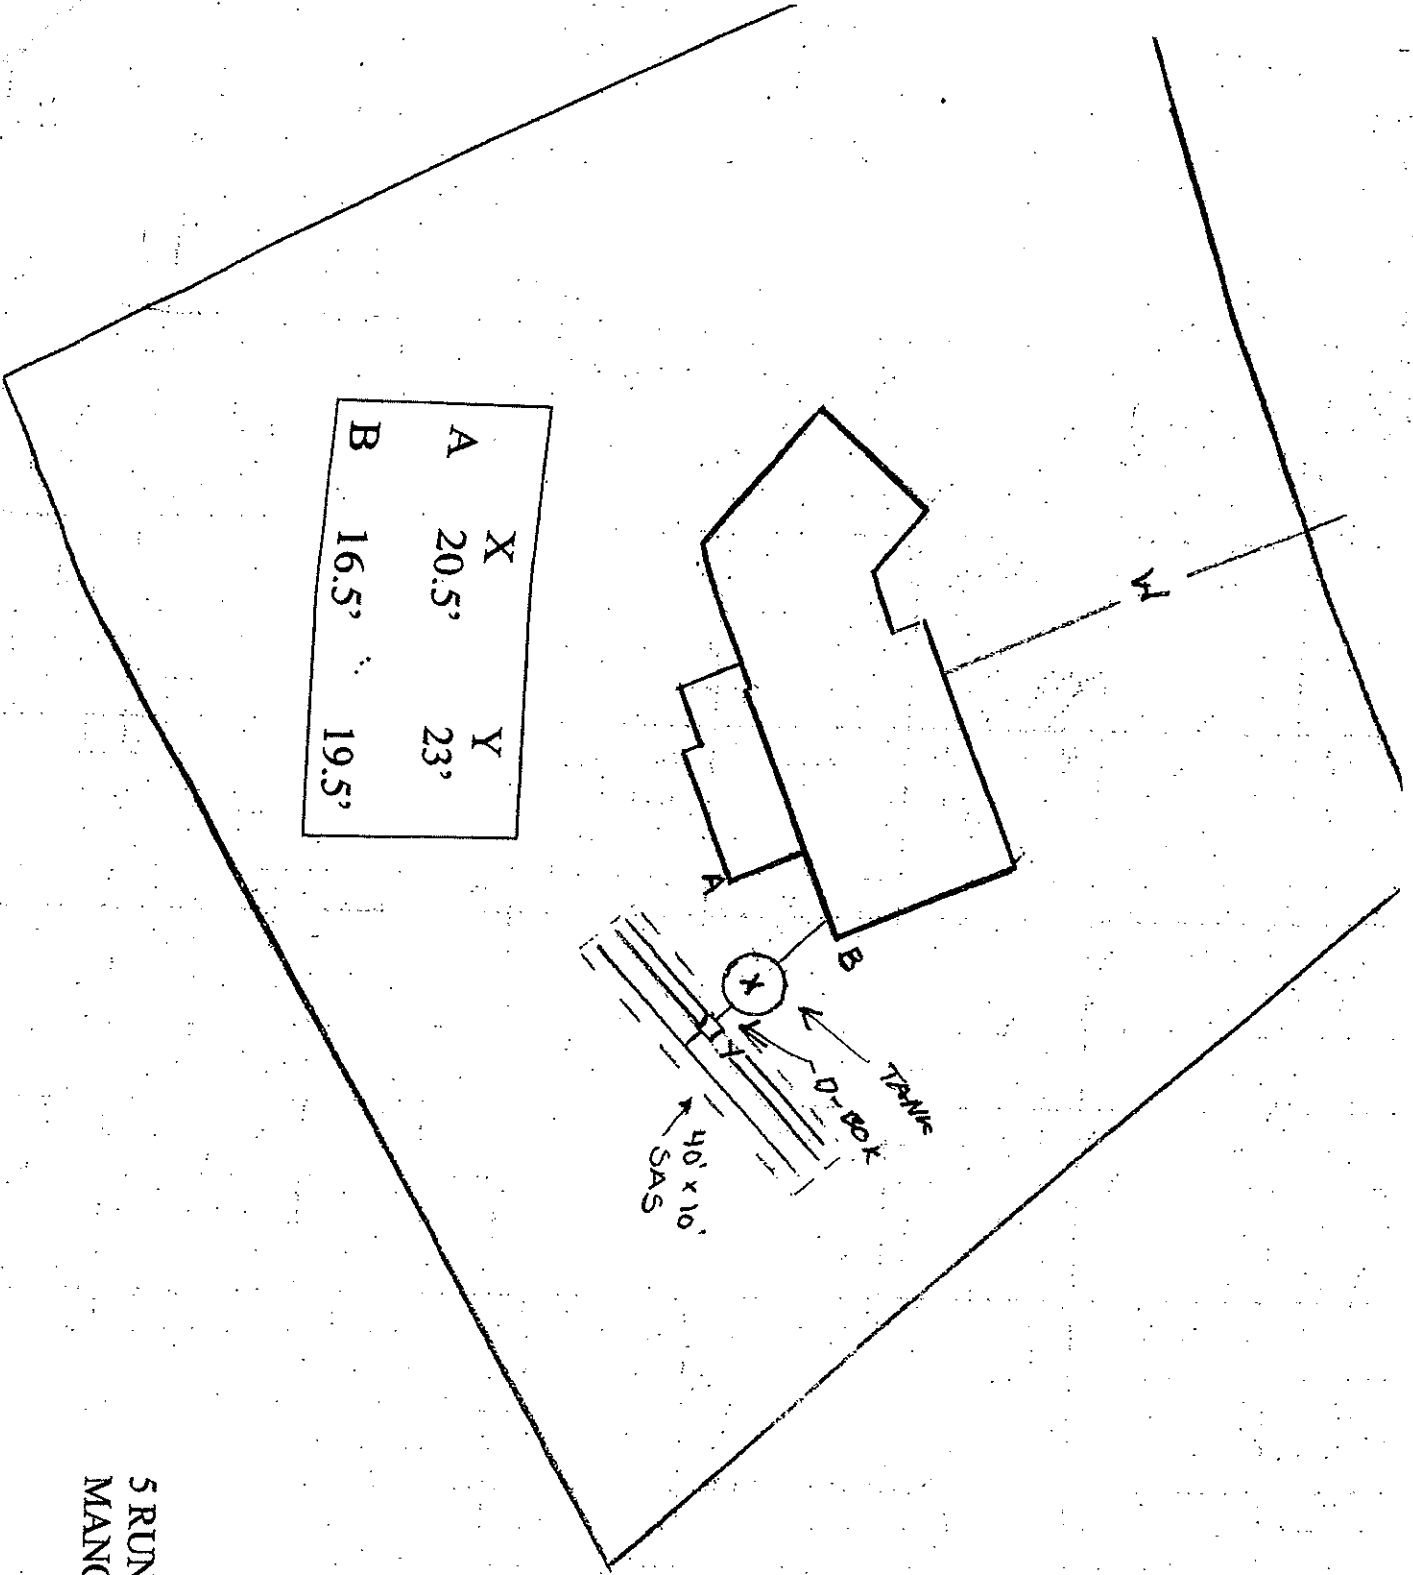 W
X Y
A 20.5' 23'
B 16.5' 19.5'
A
B
X
Y
TANK
D-BOX
40' x 10'
SAS
5 RUN
MANC